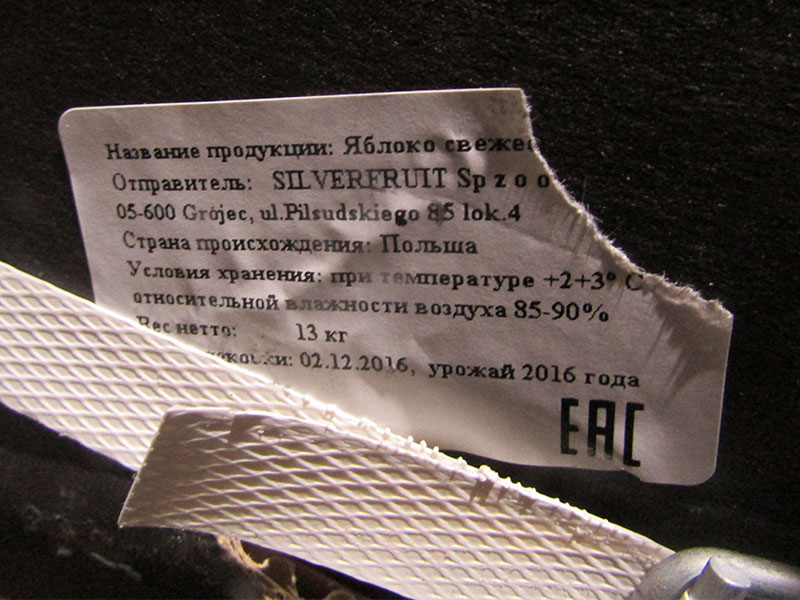 Название продукции: Яблоко свежее
Отправитель: SILVERFRUIT Sp z o o
05-600 Grójec, ul.Pilsudskiego 85 lok.4
Страна происхождения: Польша
Условия хранения: при температуре +2+3° С
относительной влажности воздуха 85-90%
Вес нетто: 13 кг
02.12.2016, урожай 2016 года
EAC